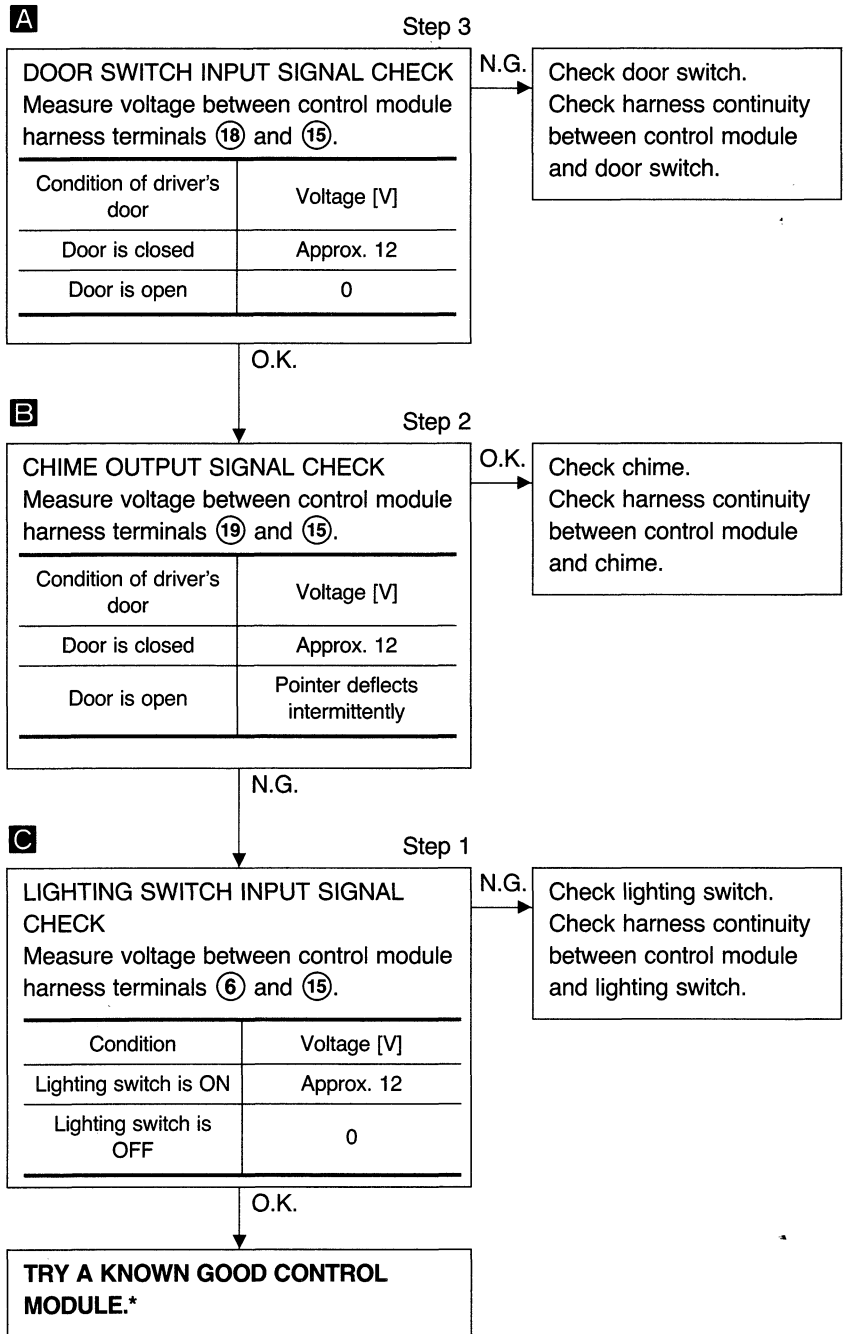 A
Step 3
DOOR SWITCH INPUT SIGNAL CHECK
Measure voltage between control module
harness terminals ⑱ and ⑮.
Condition of driver's
door
Voltage [V]
Door is closed
Approx. 12
Door is open
0
N.G.
Check door switch.
Check harness continuity
between control module
and door switch.
O.K.
B
Step 2
CHIME OUTPUT SIGNAL CHECK
Measure voltage between control module
harness terminals ⑲ and ⑮.
Condition of driver's
door
Voltage [V]
Door is closed
Approx. 12
Door is open
Pointer deflects
intermittently
O.K.
Check chime.
Check harness continuity
between control module
and chime.
N.G.
C
Step 1
LIGHTING SWITCH INPUT SIGNAL
CHECK
Measure voltage between control module
harness terminals ⑥ and ⑮.
Condition
Voltage [V]
Lighting switch is ON
Approx. 12
Lighting switch is
OFF
0
N.G.
Check lighting switch.
Check harness continuity
between control module
and lighting switch.
O.K.
TRY A KNOWN GOOD CONTROL
MODULE.*